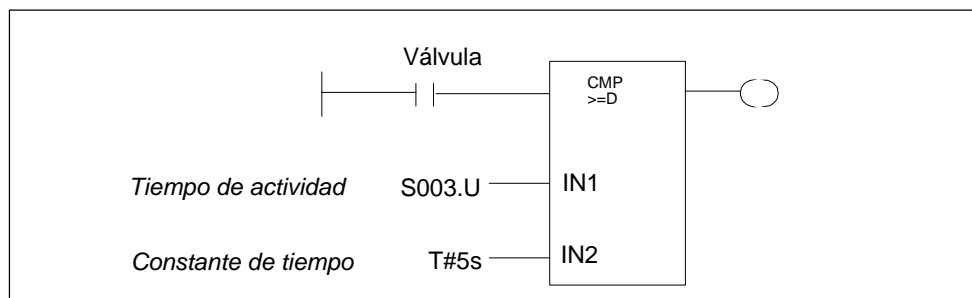 Válvula
CMP
>=D
Tiempo de actividad S003.U IN1
Constante de tiempo T#5s IN2